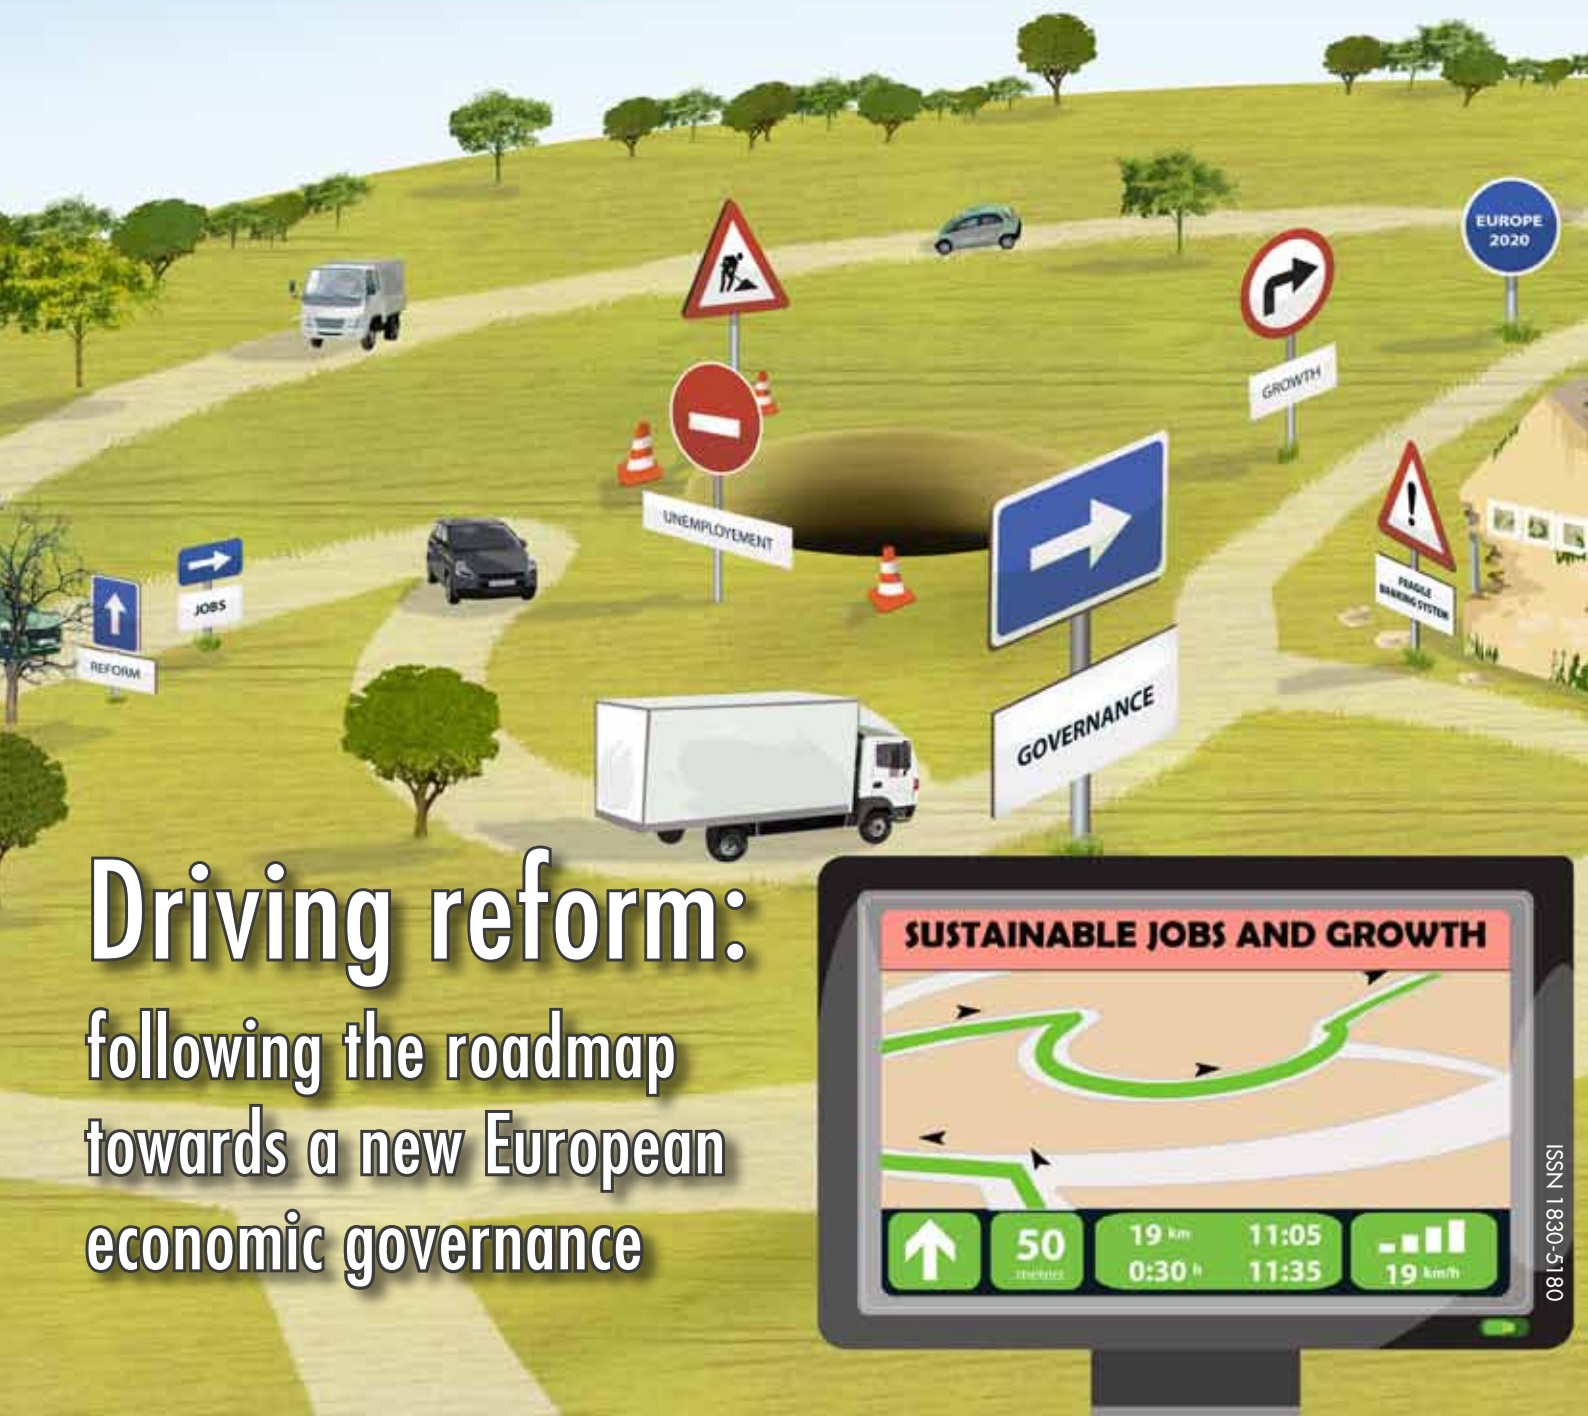 EUROPE
2020
GROWTH
UNEMPLOYEMENT
FRAGILE
BANKING SYSTEM
JOBS
REFORM
GOVERNANCE
Driving reform:
following the roadmap
towards a new European
economic governance
SUSTAINABLE JOBS AND GROWTH
50
meters
19 km 11:05
0:30 h 11:35
19 km/h
ISSN 1830-5180